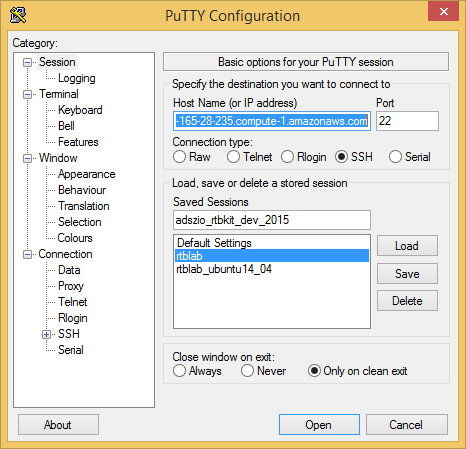 PuTTY Configuration
Category:
Session
Logging
Terminal
Keyboard
Bell
Features
Window
Appearance
Behaviour
Translation
Selection
Colours
Connection
Data
Proxy
Telnet
Rlogin
SSH
Serial
Basic options for your PuTTY session
Specify the destination you want to connect to
Host Name (or IP address) Port
-165-28-235.compute-1.amazonaws.com 22
Connection type:
Raw Telnet Rlogin SSH Serial
Load, save or delete a stored session
Saved Sessions
adszio_rtbkit_dev_2015
Default Settings
rtblab
rtblab_ubuntu14_04
Load
Save
Delete
Close window on exit:
Always Never Only on clean exit
About Open Cancel